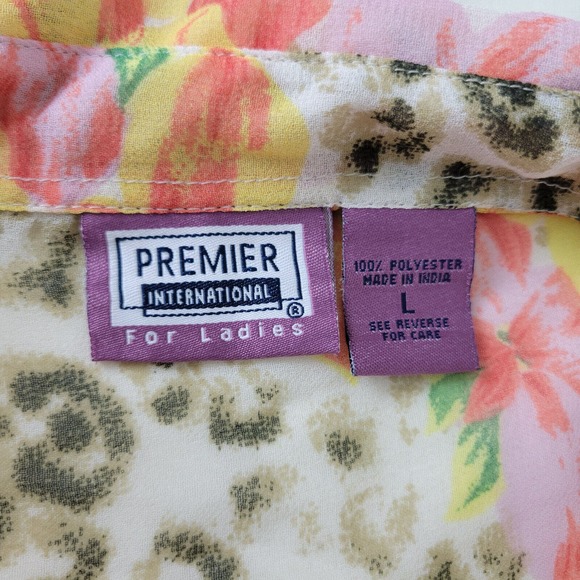 PREMIER
INTERNATIONAL ®
For Ladies
100% POLYESTER
MADE IN INDIA
L
SEE REVERSE
FOR CARE